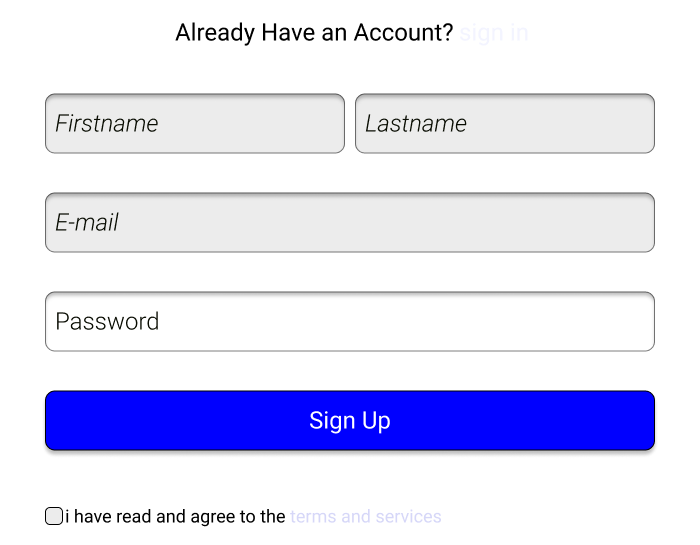 Already Have an Account? sign in
Firstname Lastname
E-mail
Password
Sign Up
i have read and agree to the terms and services